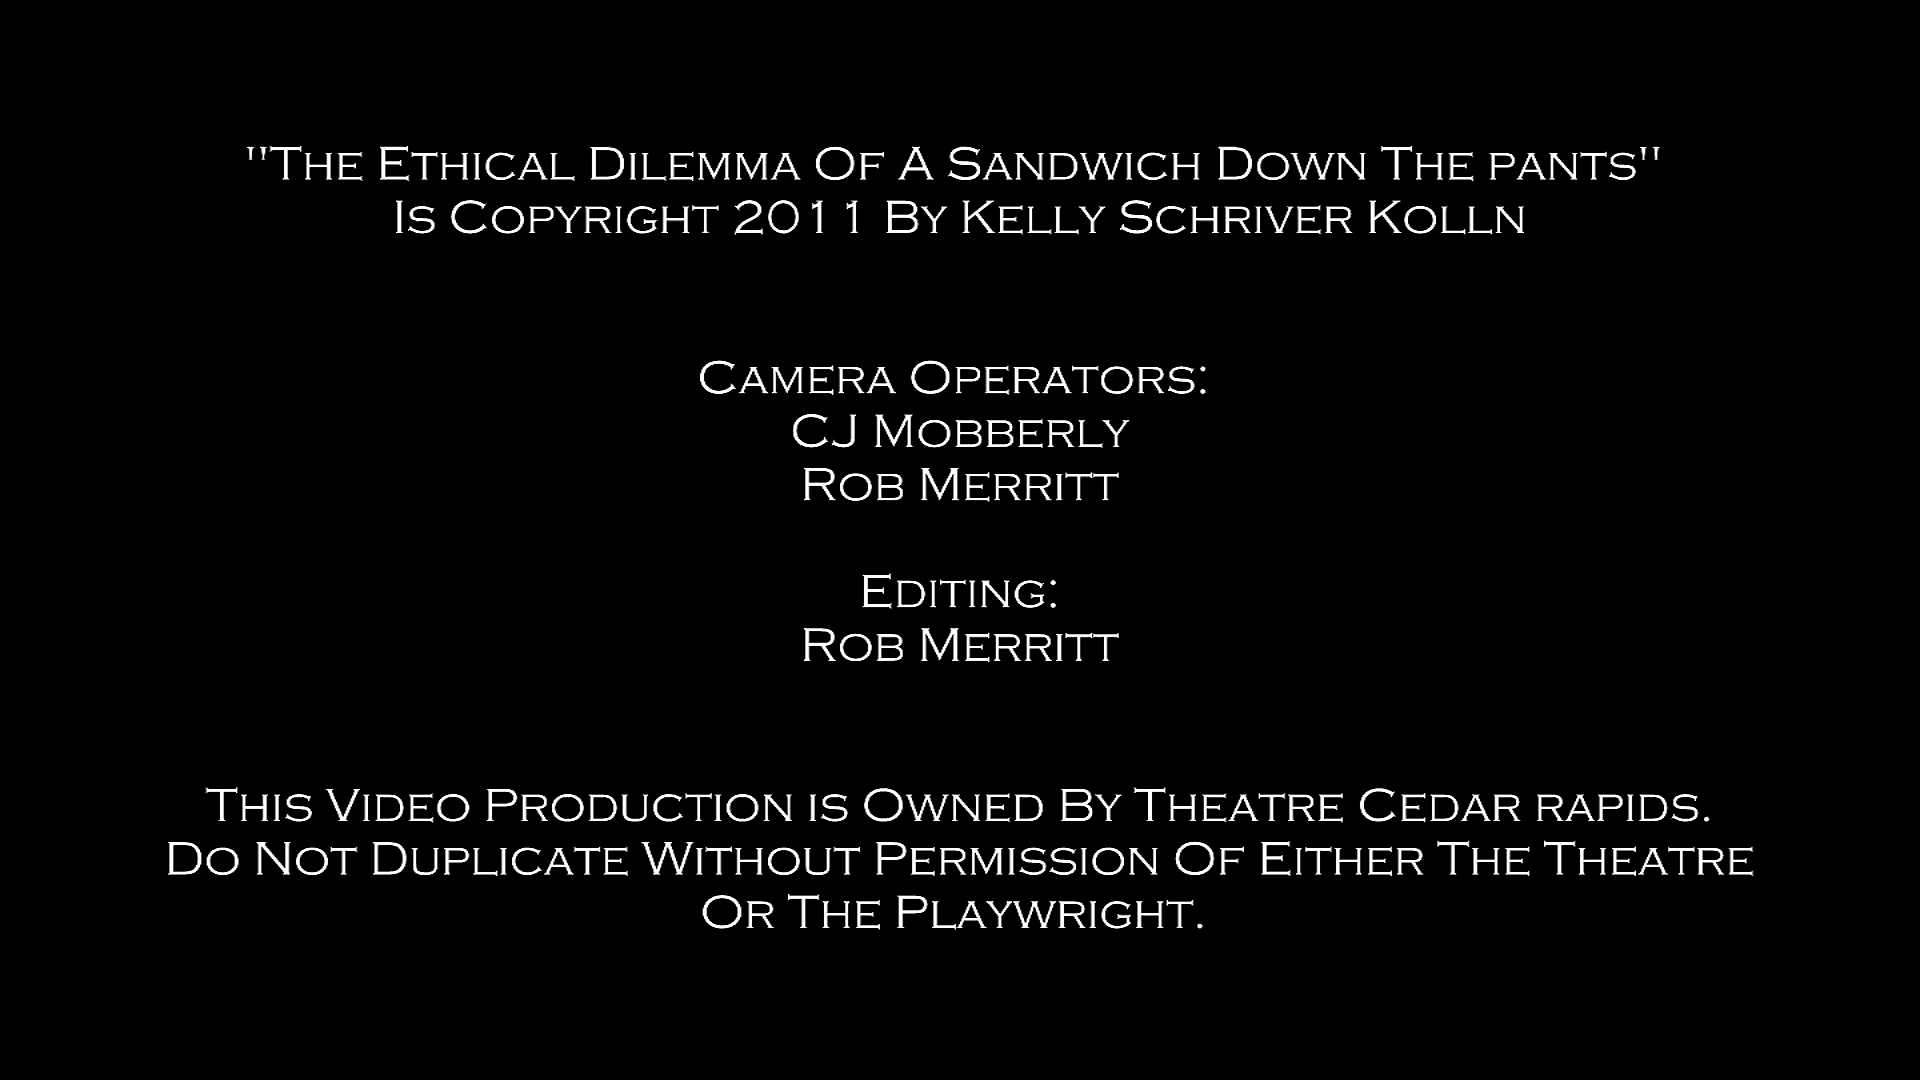 "The Ethical Dilemma Of A Sandwich Down The pants"
Is Copyright 2011 By Kelly Schriver Kolln
Camera Operators:
CJ Mobberly
Rob Merritt
Editing:
Rob Merritt
This Video Production is Owned By Theatre Cedar rapids.
Do Not Duplicate Without Permission Of Either The Theatre
Or The Playwright.